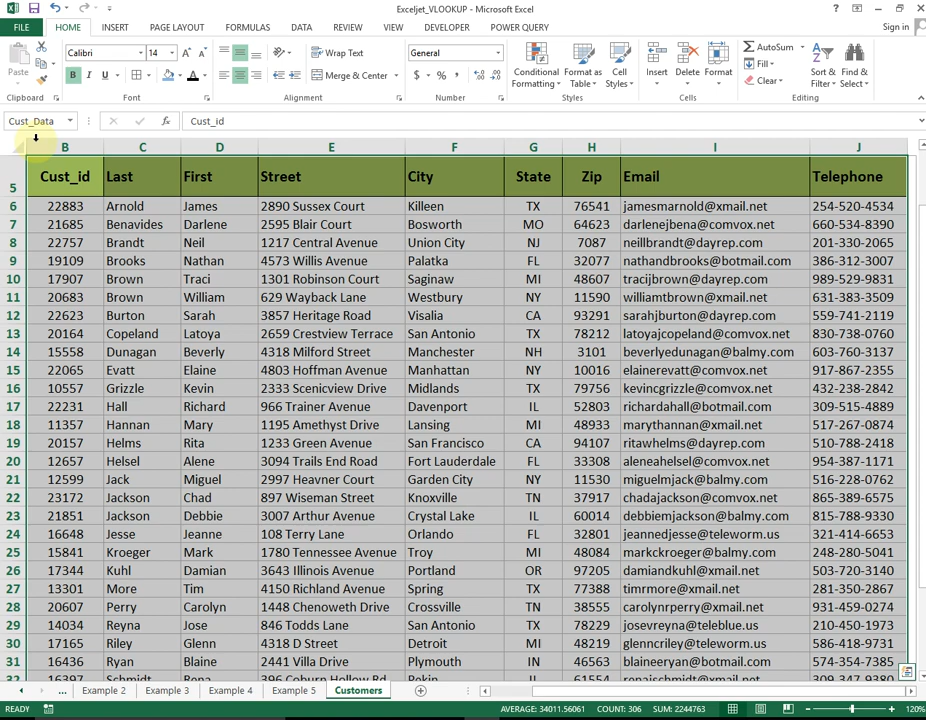 Exceljet_VLOOKUP - Microsoft Excel
FILE HOME INSERT PAGE LAYOUT FORMULAS DATA REVIEW VIEW DEVELOPER POWER QUERY Sign in
Paste Calibri 14 A A Wrap Text General Conditional Formatting Format as Table Cell Styles Insert Delete Format AutoSum Sort & Filter Find & Select
B I U A Merge & Center $ % , Fill
Clear
Clipboard Font Alignment Number Styles Cells Editing
Cust_Data fx Cust_id
B C D E F G H I J
5 Cust_id Last First Street City State Zip Email Telephone
6 22883 Arnold James 2890 Sussex Court Killeen TX 76541 jamesmarnold@xmail.net 254-520-4534
7 21685 Benavides Darlene 2595 Blair Court Bosworth MO 64623 darlenejbena@comvox.net 660-534-8390
8 22757 Brandt Neil 1217 Central Avenue Union City NJ 7087 neillbrandt@dayrep.com 201-330-2065
9 19109 Brooks Nathan 4573 Willis Avenue Palatka FL 32077 nathandbrooks@botmail.com 386-312-3007
10 17907 Brown Traci 1301 Robinson Court Saginaw MI 48607 tracijbrown@dayrep.com 989-529-9831
11 20683 Brown William 629 Wayback Lane Westbury NY 11590 williamtbrown@xmail.net 631-383-3509
12 22623 Burton Sarah 3857 Heritage Road Visalia CA 93291 sarahjburton@dayrep.com 559-741-2119
13 20164 Copeland Latoya 2659 Crestview Terrace San Antonio TX 78212 latoyajcopeland@comvox.net 830-738-0760
14 15558 Dunagan Beverly 4318 Milford Street Manchester NH 3101 beverlyedunagan@balmy.com 603-760-3137
15 22065 Evatt Elaine 4803 Hoffman Avenue Manhattan NY 10016 elainerevatt@comvox.net 917-867-2355
16 10557 Grizzle Kevin 2333 Scenicview Drive Midlands TX 79756 kevincgrizzle@comvox.net 432-238-2842
17 22231 Hall Richard 966 Trainer Avenue Davenport IL 52803 richardahall@botmail.com 309-515-4889
18 11357 Hannan Mary 1195 Amethyst Drive Lansing MI 48933 marythannan@xmail.net 517-267-0874
19 20157 Helms Rita 1233 Green Avenue San Francisco CA 94107 ritawhelms@dayrep.com 510-788-2418
20 12657 Helsel Alene 3094 Trails End Road Fort Lauderdale FL 33308 aleneahelsel@comvox.net 954-387-1171
21 12599 Jack Miguel 2997 Heavner Court Garden City NY 11530 miguelmjack@balmy.com 516-228-0762
22 23172 Jackson Chad 897 Wiseman Street Knoxville TN 37917 chadajackson@comvox.net 865-389-6575
23 21851 Jackson Debbie 3007 Arthur Avenue Crystal Lake IL 60014 debbiemjackson@balmy.com 815-788-9330
24 16648 Jesse Jeanne 108 Terry Lane Orlando FL 32801 jeannedjesse@teleworm.us 321-414-6653
25 15841 Kroeger Mark 1780 Tennessee Avenue Troy MI 48084 markckroeger@balmy.com 248-280-5041
26 17344 Kuhl Damian 3643 Illinois Avenue Portland OR 97205 damiandkuhl@xmail.net 503-720-3140
27 13301 More Tim 4150 Richland Avenue Spring TX 77388 timrmore@xmail.net 281-350-2867
28 20607 Perry Carolyn 1448 Chenoweth Drive Crossville TN 38555 carolynrperry@xmail.net 931-459-0274
29 14034 Reyna Jose 846 Todds Lane San Antonio TX 78229 josevreyna@teleblue.us 210-450-1973
30 17165 Riley Glenn 4318 D Street Detroit MI 48219 glenncriley@teleworm.us 586-418-9731
31 16436 Ryan Blaine 2441 Villa Drive Plymouth IN 46563 blaineeryan@botmail.com 574-354-7385
32 16397 Schmidt Rena 396 Coburn Hollow Rd Pekin IL 61554 renajschmidt@xmail.net 309-347-9380
... Example 2 Example 3 Example 4 Example 5 Customers
READY AVERAGE: 34011.56061 COUNT: 306 SUM: 2244763 120%